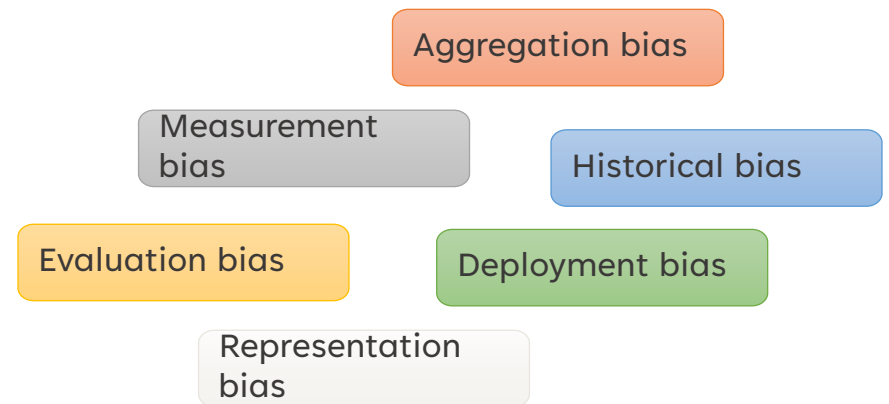 Aggregation bias
Measurement
bias
Historical bias
Evaluation bias
Deployment bias
Representation
bias